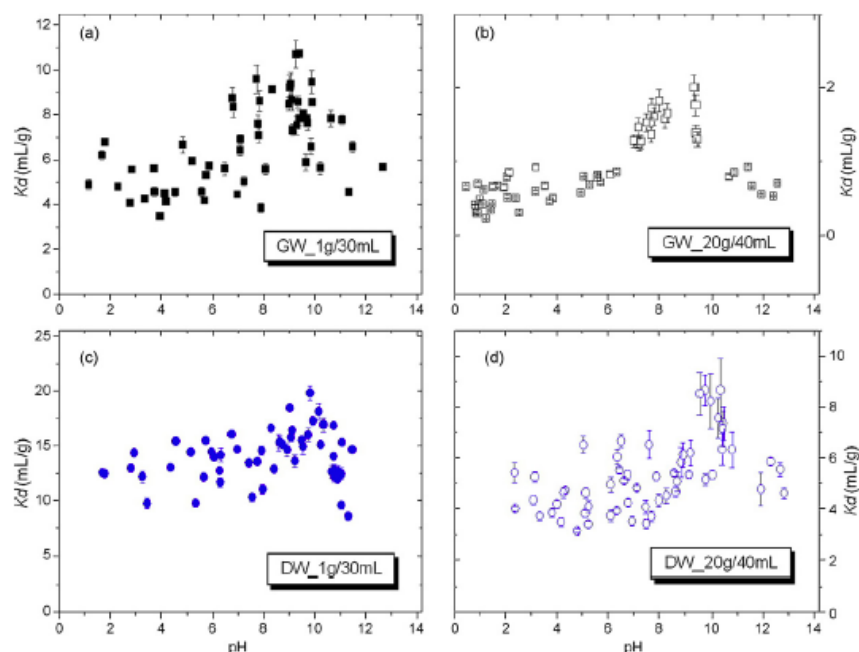 (a)
Kd (mL/g)
12
10
8
6
4
2
0
0 2 4 6 8 10 12 14
GW_1g/30mL
(b)
Kd (mL/g)
2
0
0 2 4 6 8 10 12 14
GW_20g/40mL
(c)
Kd (mL/g)
25
20
15
10
5
0
0 2 4 6 8 10 12 14
pH
DW_1g/30mL
(d)
Kd (mL/g)
10
8
6
4
2
0 2 4 6 8 10 12 14
pH
DW_20g/40mL